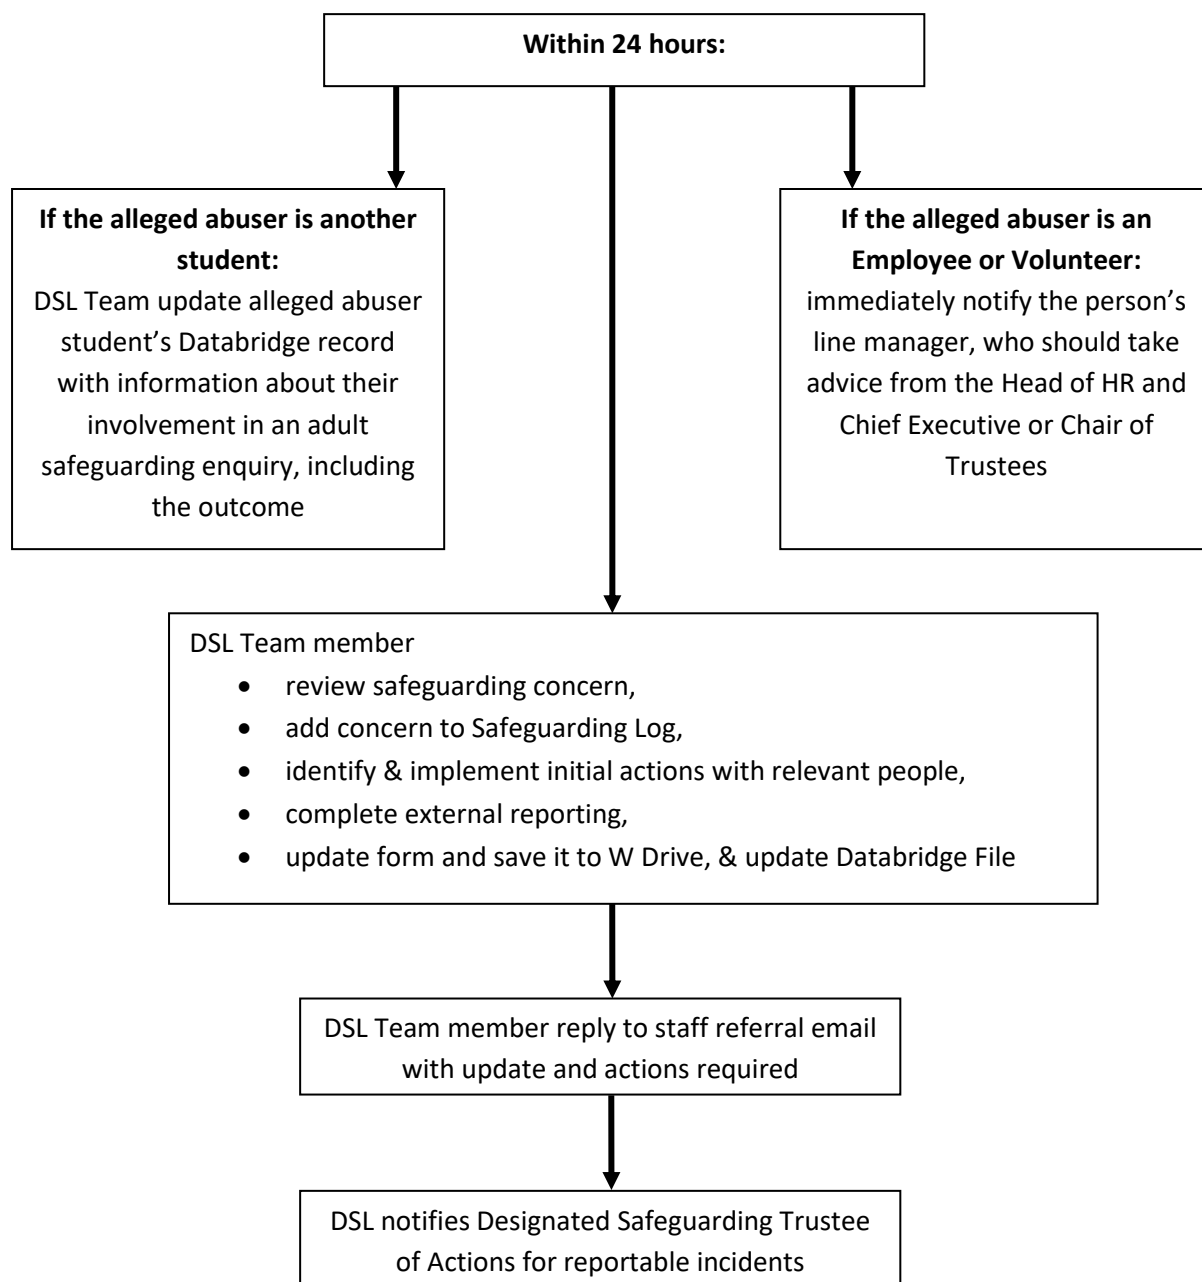 Within 24 hours:
If the alleged abuser is another
student:
DSL Team update alleged abuser
student’s Databridge record
with information about their
involvement in an adult
safeguarding enquiry, including
the outcome
If the alleged abuser is an
Employee or Volunteer:
immediately notify the person’s
line manager, who should take
advice from the Head of HR and
Chief Executive or Chair of
Trustees
DSL Team member
• review safeguarding concern,
• add concern to Safeguarding Log,
• identify & implement initial actions with relevant people,
• complete external reporting,
• update form and save it to W Drive, & update Databridge File
DSL Team member reply to staff referral email
with update and actions required
DSL notifies Designated Safeguarding Trustee
of Actions for reportable incidents